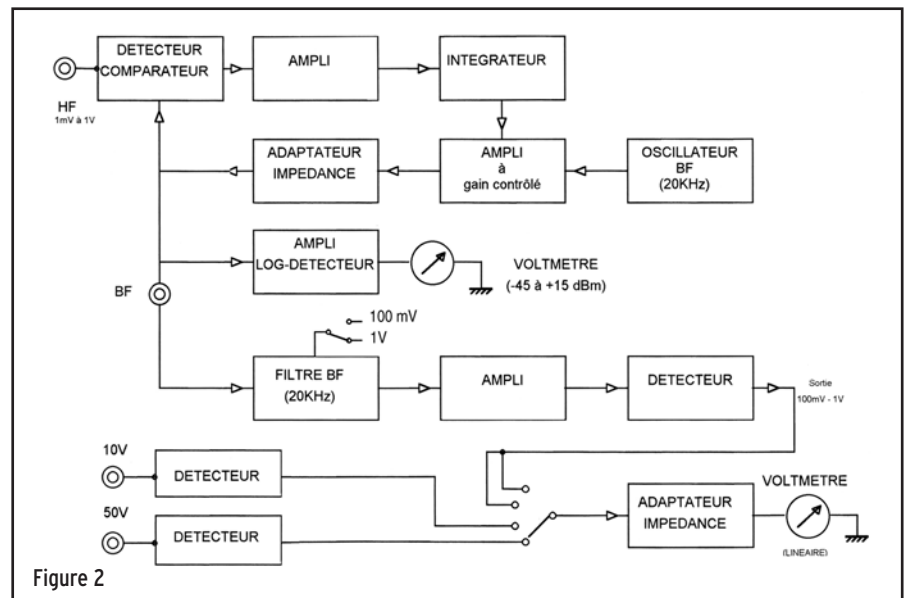 DETECTEUR
COMPARATEUR
AMPLI
INTEGRATEUR
HF
1mV à 1V
ADAPTATEUR
IMPEDANCE
AMPLI
à
gain contrôlé
OSCILLATEUR
BF
(20KHz)
AMPLI
LOG-DETECTEUR
VOLTMETRE
(-45 à +15 dBm)
BF
100 mV
1V
FILTRE BF
(20KHz)
AMPLI
DETECTEUR
Sortie
100mV - 1V
10V
DETECTEUR
50V
DETECTEUR
ADAPTATEUR
IMPEDANCE
VOLTMETRE
(LINEAIRE)
Figure 2